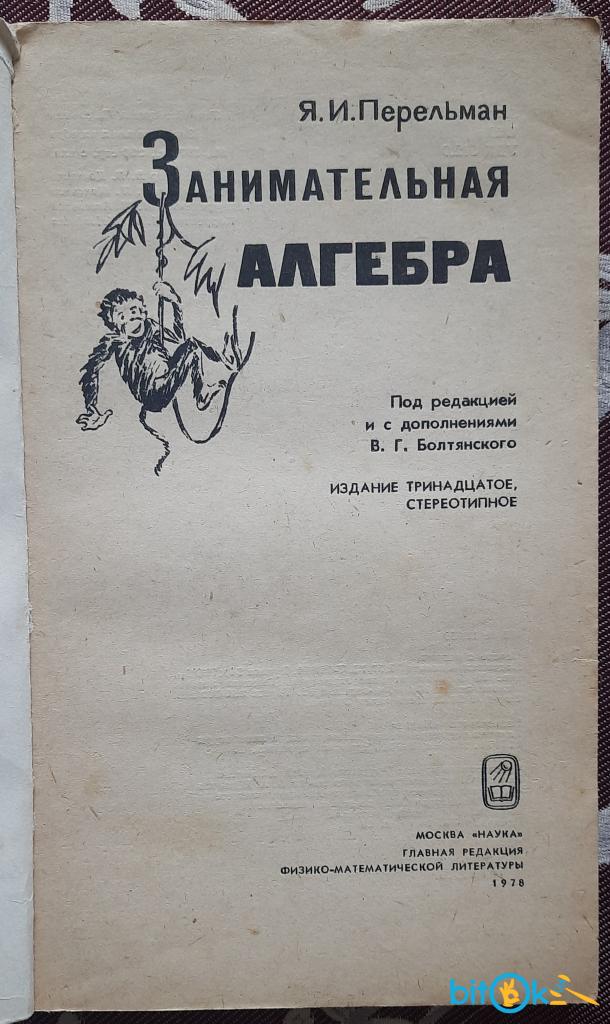 Я.И.Перельман
ЗАНИМАТЕЛЬНАЯ
АЛГЕБРА
Под редакцией
и с дополнениями
В. Г. Болтянского
ИЗДАНИЕ ТРИНАДЦАТОЕ,
СТЕРЕОТИПНОЕ
МОСКВА «НАУКА»
ГЛАВНАЯ РЕДАКЦИЯ
ФИЗИКО-МАТЕМАТИЧЕСКОЙ ЛИТЕРАТУРЫ
1978
bitok